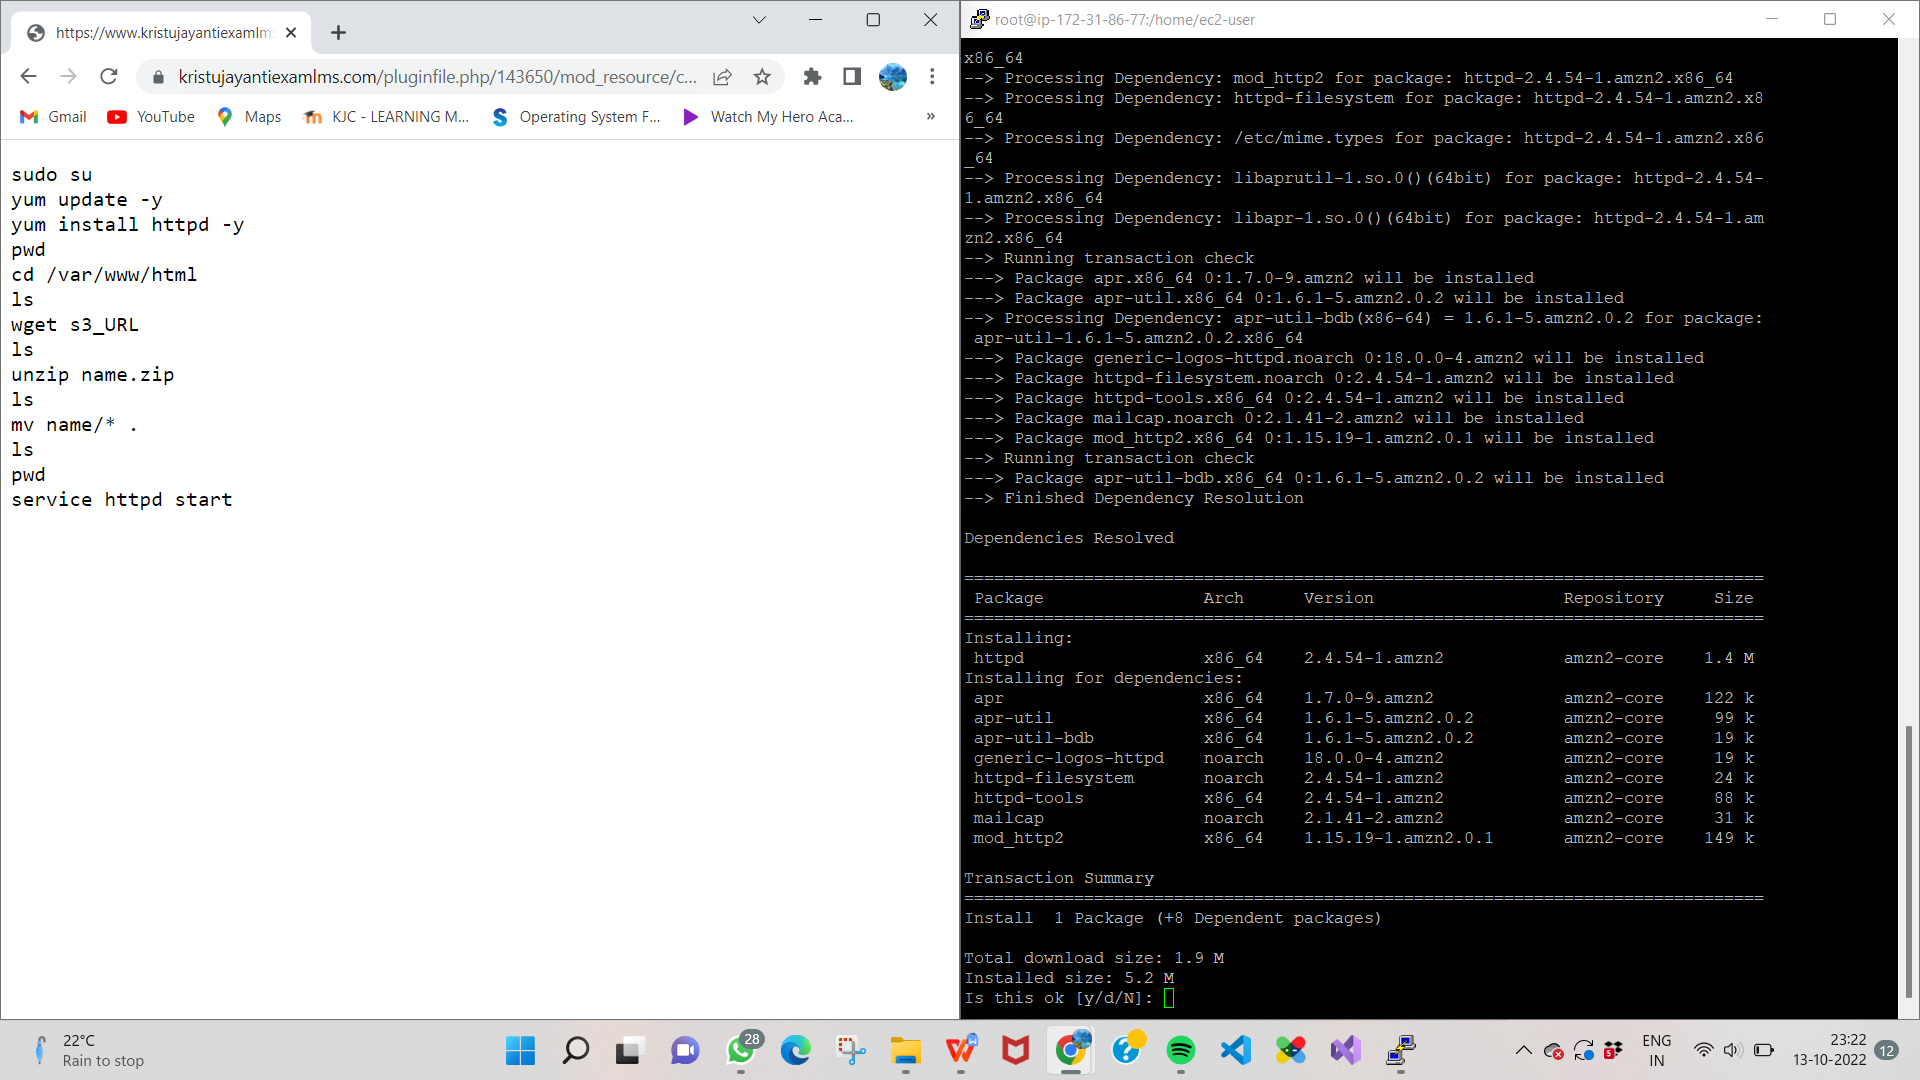 https://www.kristujayantiexamlm
kristujayantiexamlms.com/pluginfile.php/143650/mod_resource/c...
Gmail YouTube Maps KJC - LEARNING M... Operating System F... Watch My Hero Aca... »
sudo su
yum update -y
yum install httpd -y
pwd
cd /var/www/html
ls
wget s3_URL
ls
unzip name.zip
ls
mv name/* .
ls
pwd
service httpd start
root@ip-172-31-86-77:/home/ec2-user
x86_64
--> Processing Dependency: mod_http2 for package: httpd-2.4.54-1.amzn2.x86_64
--> Processing Dependency: httpd-filesystem for package: httpd-2.4.54-1.amzn2.x8
6_64
--> Processing Dependency: /etc/mime.types for package: httpd-2.4.54-1.amzn2.x86
_64
--> Processing Dependency: libaprutil-1.so.0()(64bit) for package: httpd-2.4.54-
1.amzn2.x86_64
--> Processing Dependency: libapr-1.so.0()(64bit) for package: httpd-2.4.54-1.am
zn2.x86_64
--> Running transaction check
---> Package apr.x86_64 0:1.7.0-9.amzn2 will be installed
---> Package apr-util.x86_64 0:1.6.1-5.amzn2.0.2 will be installed
--> Processing Dependency: apr-util-bdb(x86-64) = 1.6.1-5.amzn2.0.2 for package:
 apr-util-1.6.1-5.amzn2.0.2.x86_64
---> Package generic-logos-httpd.noarch 0:18.0.0-4.amzn2 will be installed
---> Package httpd-filesystem.noarch 0:2.4.54-1.amzn2 will be installed
---> Package httpd-tools.x86_64 0:2.4.54-1.amzn2 will be installed
---> Package mailcap.noarch 0:2.1.41-2.amzn2 will be installed
---> Package mod_http2.x86_64 0:1.15.19-1.amzn2.0.1 will be installed
--> Running transaction check
---> Package apr-util-bdb.x86_64 0:1.6.1-5.amzn2.0.2 will be installed
--> Finished Dependency Resolution
Dependencies Resolved
================================================================================
Package Arch Version Repository Size
================================================================================
Installing:
httpd x86_64 2.4.54-1.amzn2 amzn2-core 1.4 M
Installing for dependencies:
apr x86_64 1.7.0-9.amzn2 amzn2-core 122 k
apr-util x86_64 1.6.1-5.amzn2.0.2 amzn2-core 99 k
apr-util-bdb x86_64 1.6.1-5.amzn2.0.2 amzn2-core 19 k
generic-logos-httpd noarch 18.0.0-4.amzn2 amzn2-core 19 k
httpd-filesystem noarch 2.4.54-1.amzn2 amzn2-core 24 k
httpd-tools x86_64 2.4.54-1.amzn2 amzn2-core 88 k
mailcap noarch 2.1.41-2.amzn2 amzn2-core 31 k
mod_http2 x86_64 1.15.19-1.amzn2.0.1 amzn2-core 149 k
Transaction Summary
================================================================================
Install 1 Package (+8 Dependent packages)
Total download size: 1.9 M
Installed size: 5.2 M
Is this ok [y/d/N]:
22°C
Rain to stop
28
5
ENG
IN
23:22
13-10-2022
12